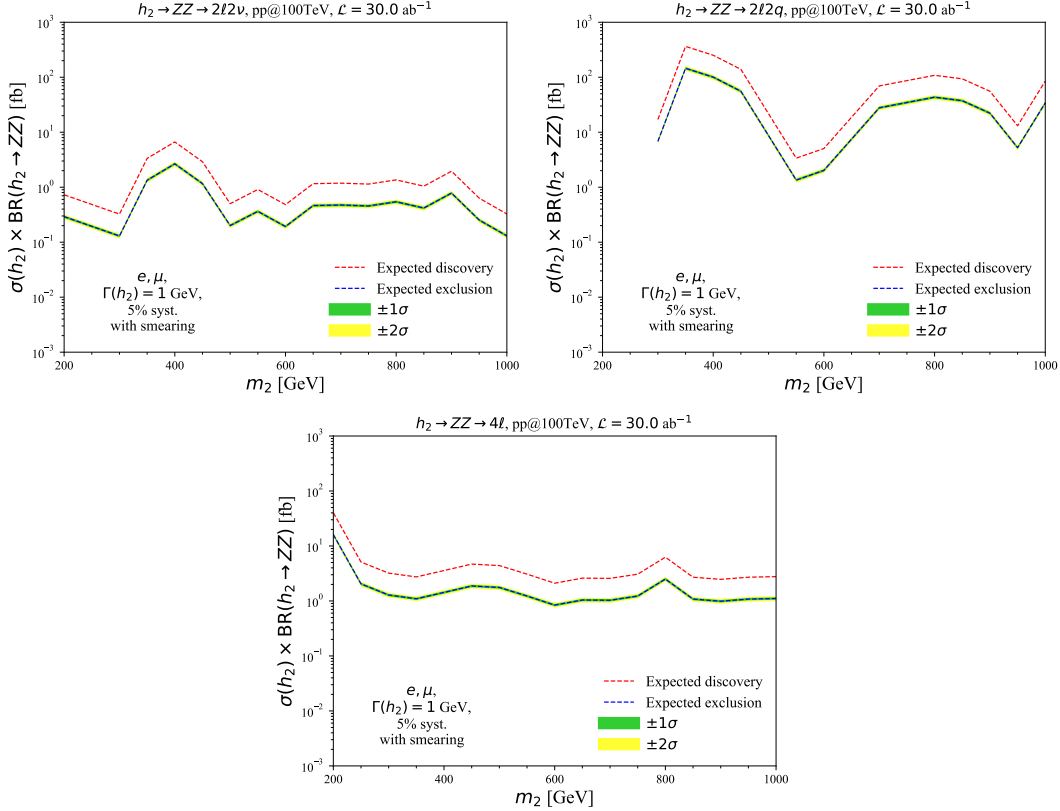 h₂ → ZZ → 2ℓ2ν, pp@100TeV, ℒ = 30.0 ab⁻¹
10³
10²
10¹
10⁰
10⁻¹
10⁻²
10⁻³
σ(h₂) × BR(h₂ → ZZ) [fb]
e, μ,
Γ(h₂) = 1 GeV,
5% syst.
with smearing
Expected discovery
Expected exclusion
±1σ
±2σ
200 400 600 800 1000
m₂ [GeV]
h₂ → ZZ → 2ℓ2q, pp@100TeV, ℒ = 30.0 ab⁻¹
10³
10²
10¹
10⁰
10⁻¹
10⁻²
10⁻³
σ(h₂) × BR(h₂ → ZZ) [fb]
e, μ,
Γ(h₂) = 1 GeV,
5% syst.
with smearing
Expected discovery
Expected exclusion
±1σ
±2σ
200 400 600 800 1000
m₂ [GeV]
h₂ → ZZ → 4ℓ, pp@100TeV, ℒ = 30.0 ab⁻¹
10³
10²
10¹
10⁰
10⁻¹
10⁻²
10⁻³
σ(h₂) × BR(h₂ → ZZ) [fb]
e, μ,
Γ(h₂) = 1 GeV,
5% syst.
with smearing
Expected discovery
Expected exclusion
±1σ
±2σ
200 400 600 800 1000
m₂ [GeV]